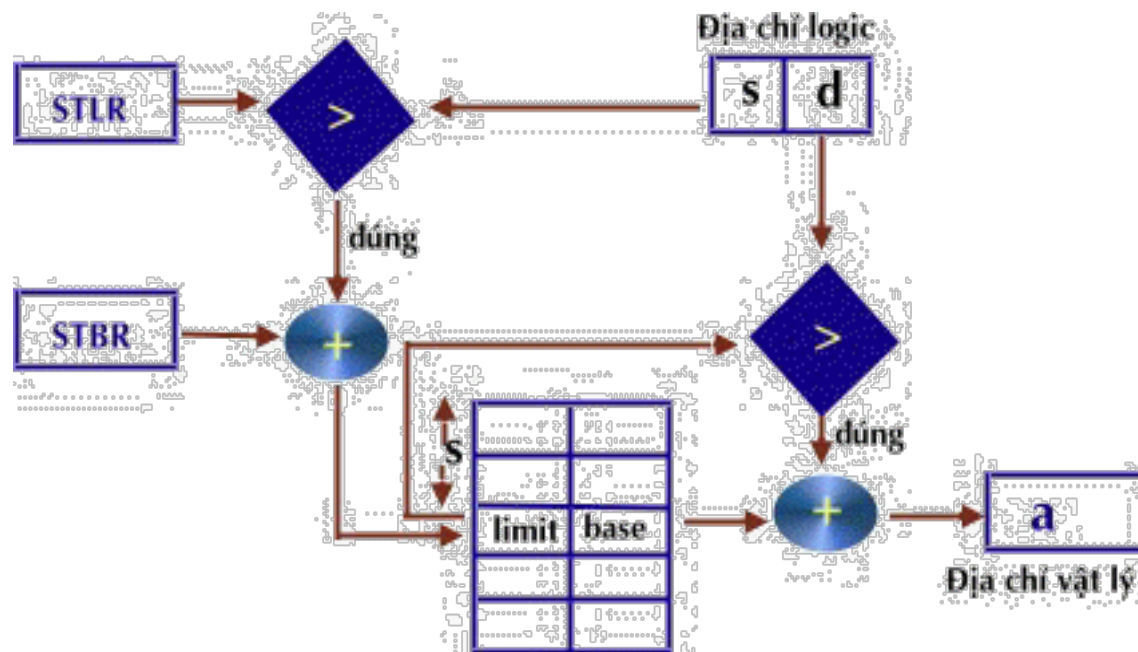 Địa chỉ logic
STLR
>
s d
đúng
STBR
+
>
s
đúng
limit base
+
a
Địa chỉ vật lý